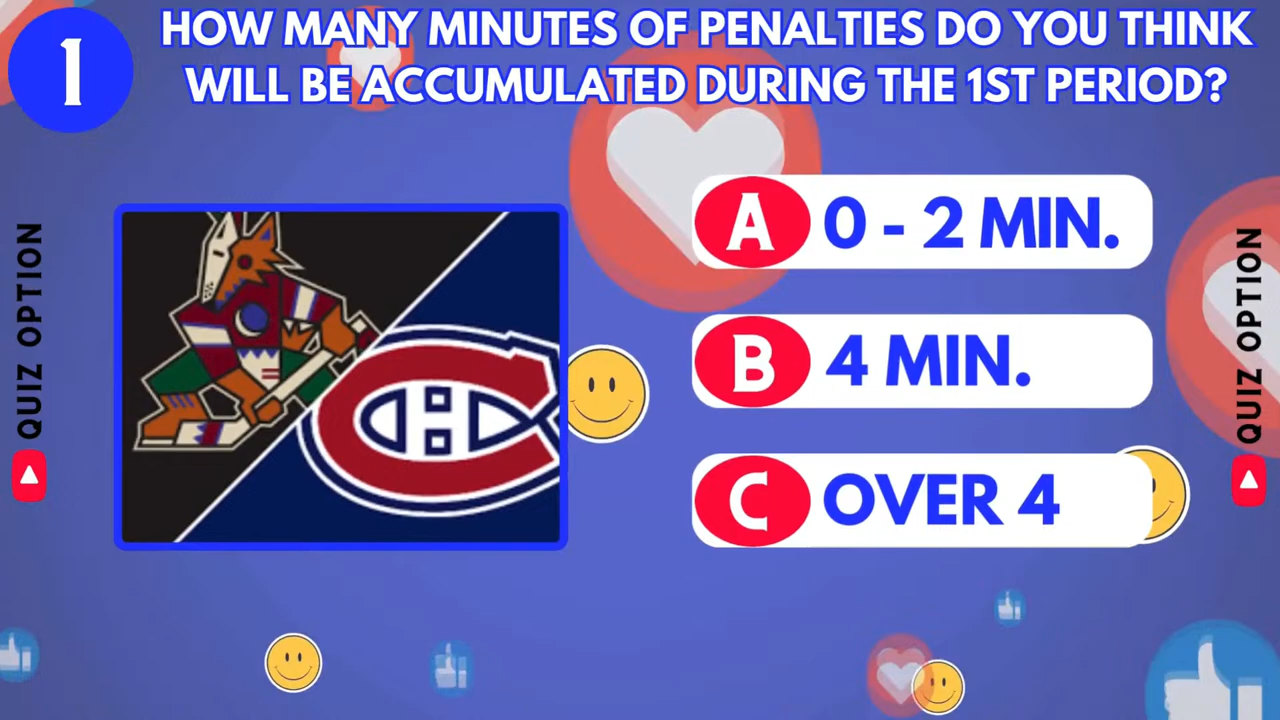 1
HOW MANY MINUTES OF PENALTIES DO YOU THINK
WILL BE ACCUMULATED DURING THE 1ST PERIOD?
QUIZ OPTION
A 0 - 2 MIN.
B 4 MIN.
C OVER 4
QUIZ OPTION